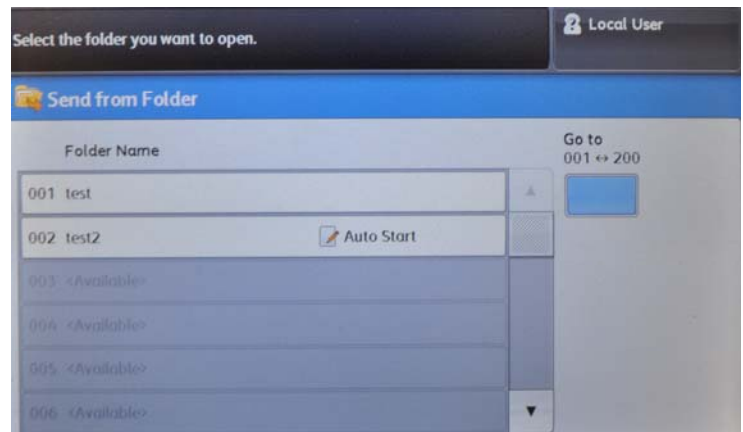 Select the folder you want to open.
Local User
Send from Folder
Folder Name
Go to
001 ↔ 200
001 test
002 test2 Auto Start
003 <Available>
004 <Available>
005 <Available>
006 <Available>